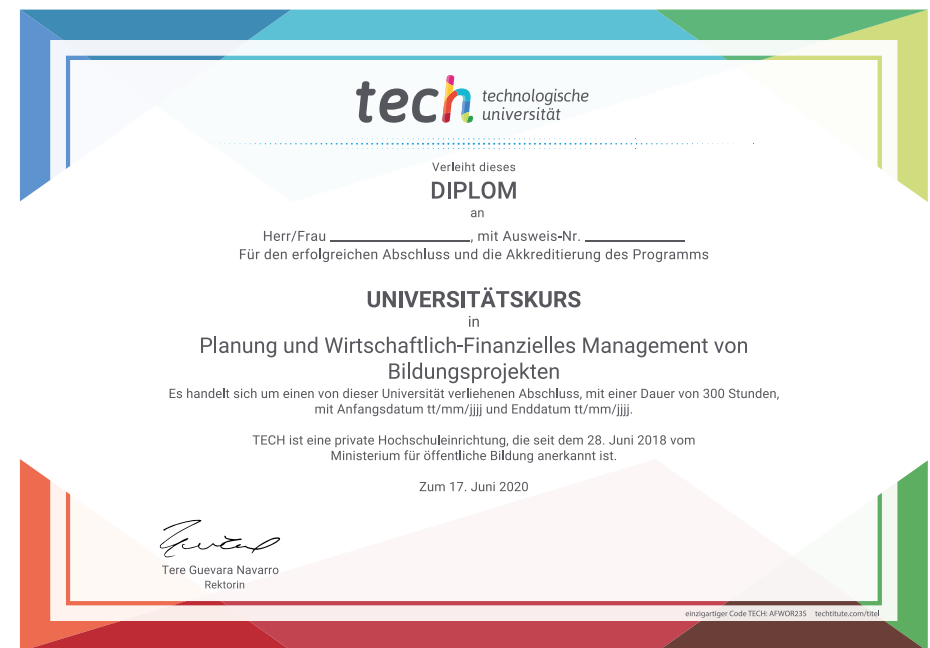 tech technologische
universität
Verleiht dieses
DIPLOM
an
Herr/Frau ____________________, mit Ausweis-Nr. ______________
Für den erfolgreichen Abschluss und die Akkreditierung des Programms
UNIVERSITÄTSKURS
in
Planung und Wirtschaftlich-Finanzielles Management von
Bildungsprojekten
Es handelt sich um einen von dieser Universität verliehenen Abschluss, mit einer Dauer von 300 Stunden,
mit Anfangsdatum tt/mm/jjjj und Enddatum tt/mm/jjjj.
TECH ist eine private Hochschuleinrichtung, die seit dem 28. Juni 2018 vom
Ministerium für öffentliche Bildung anerkannt ist.
Zum 17. Juni 2020
Tere Guevara Navarro
Rektorin
einzigartiger Code TECH: AFWOR23S techtitute.com/titel